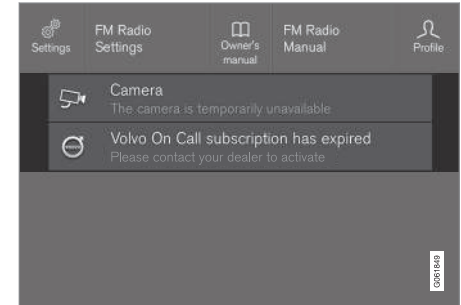 Settings
FM Radio
Settings
Owner's
manual
FM Radio
Manual
Profile
Camera
The camera is temporarily unavailable
Volvo On Call subscription has expired
Please contact your dealer to activate
G061849